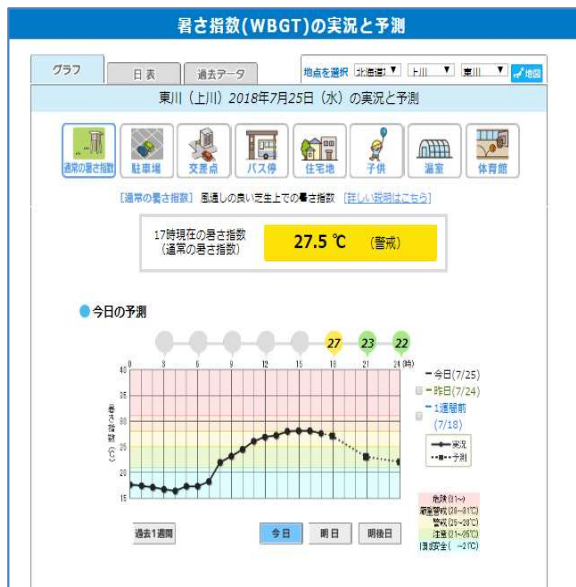 暑さ指数(WBGT)の実況と予測
グラフ
日表
過去データ
地点を選択
上川
東川
地図
東川（上川）2018年7月25日（水）の実況と予測
通常の暑さ指数
駐車場
交差点
バス停
住宅地
子供
温室
体育館
[通常の暑さ指数] 風通しの良い芝生上での暑さ指数 [詳しい説明はこちら]
17時現在の暑さ指数
(通常の暑さ指数)
27.5 ℃ (警戒)
今日の予測
27 23 22
0 3 6 9 12 15 18 21 24 (時)
40
35
30
25
20
15
暑さ指数(℃)
今日(7/25)
昨日(7/24)
1週間前
(7/18)
実況
予測
過去1週間
今日
明日
明後日
危険(31~)
厳重警戒(28~31℃)
警戒(25~28℃)
注意(21~25℃)